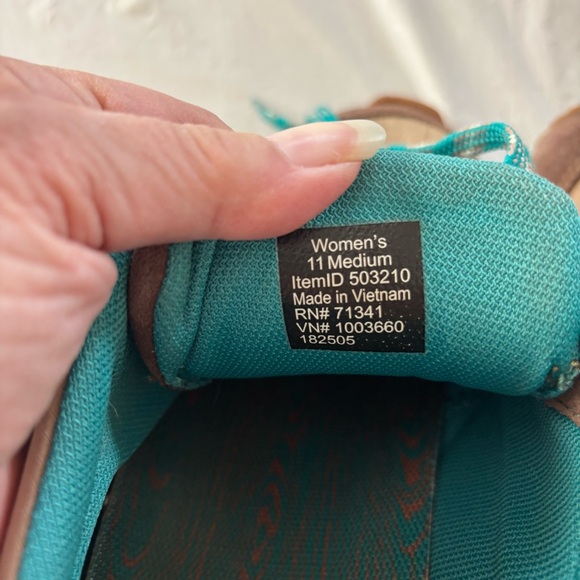 Women's
11 Medium
ItemID 503210
Made in Vietnam
RN# 71341
VN# 1003660
182505